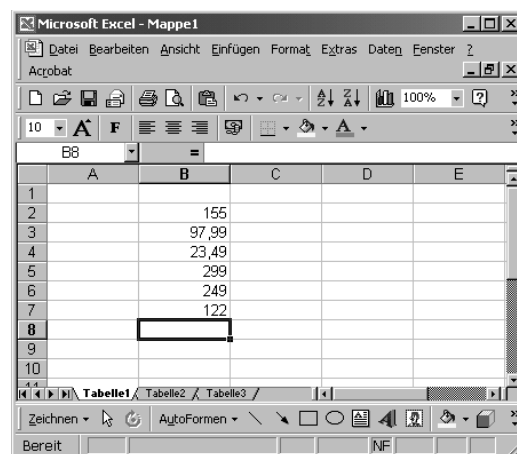 Microsoft Excel - Mappe1
Datei Bearbeiten Ansicht Einfügen Format Extras Daten Fenster ?
Acrobat
100%
10 A F A
B8 =
A B C D E
1
2 155
3 97,99
4 23,49
5 299
6 249
7 122
8
9
10
11
Tabelle1 Tabelle2 Tabelle3
Zeichnen AutoFormen
Bereit NF